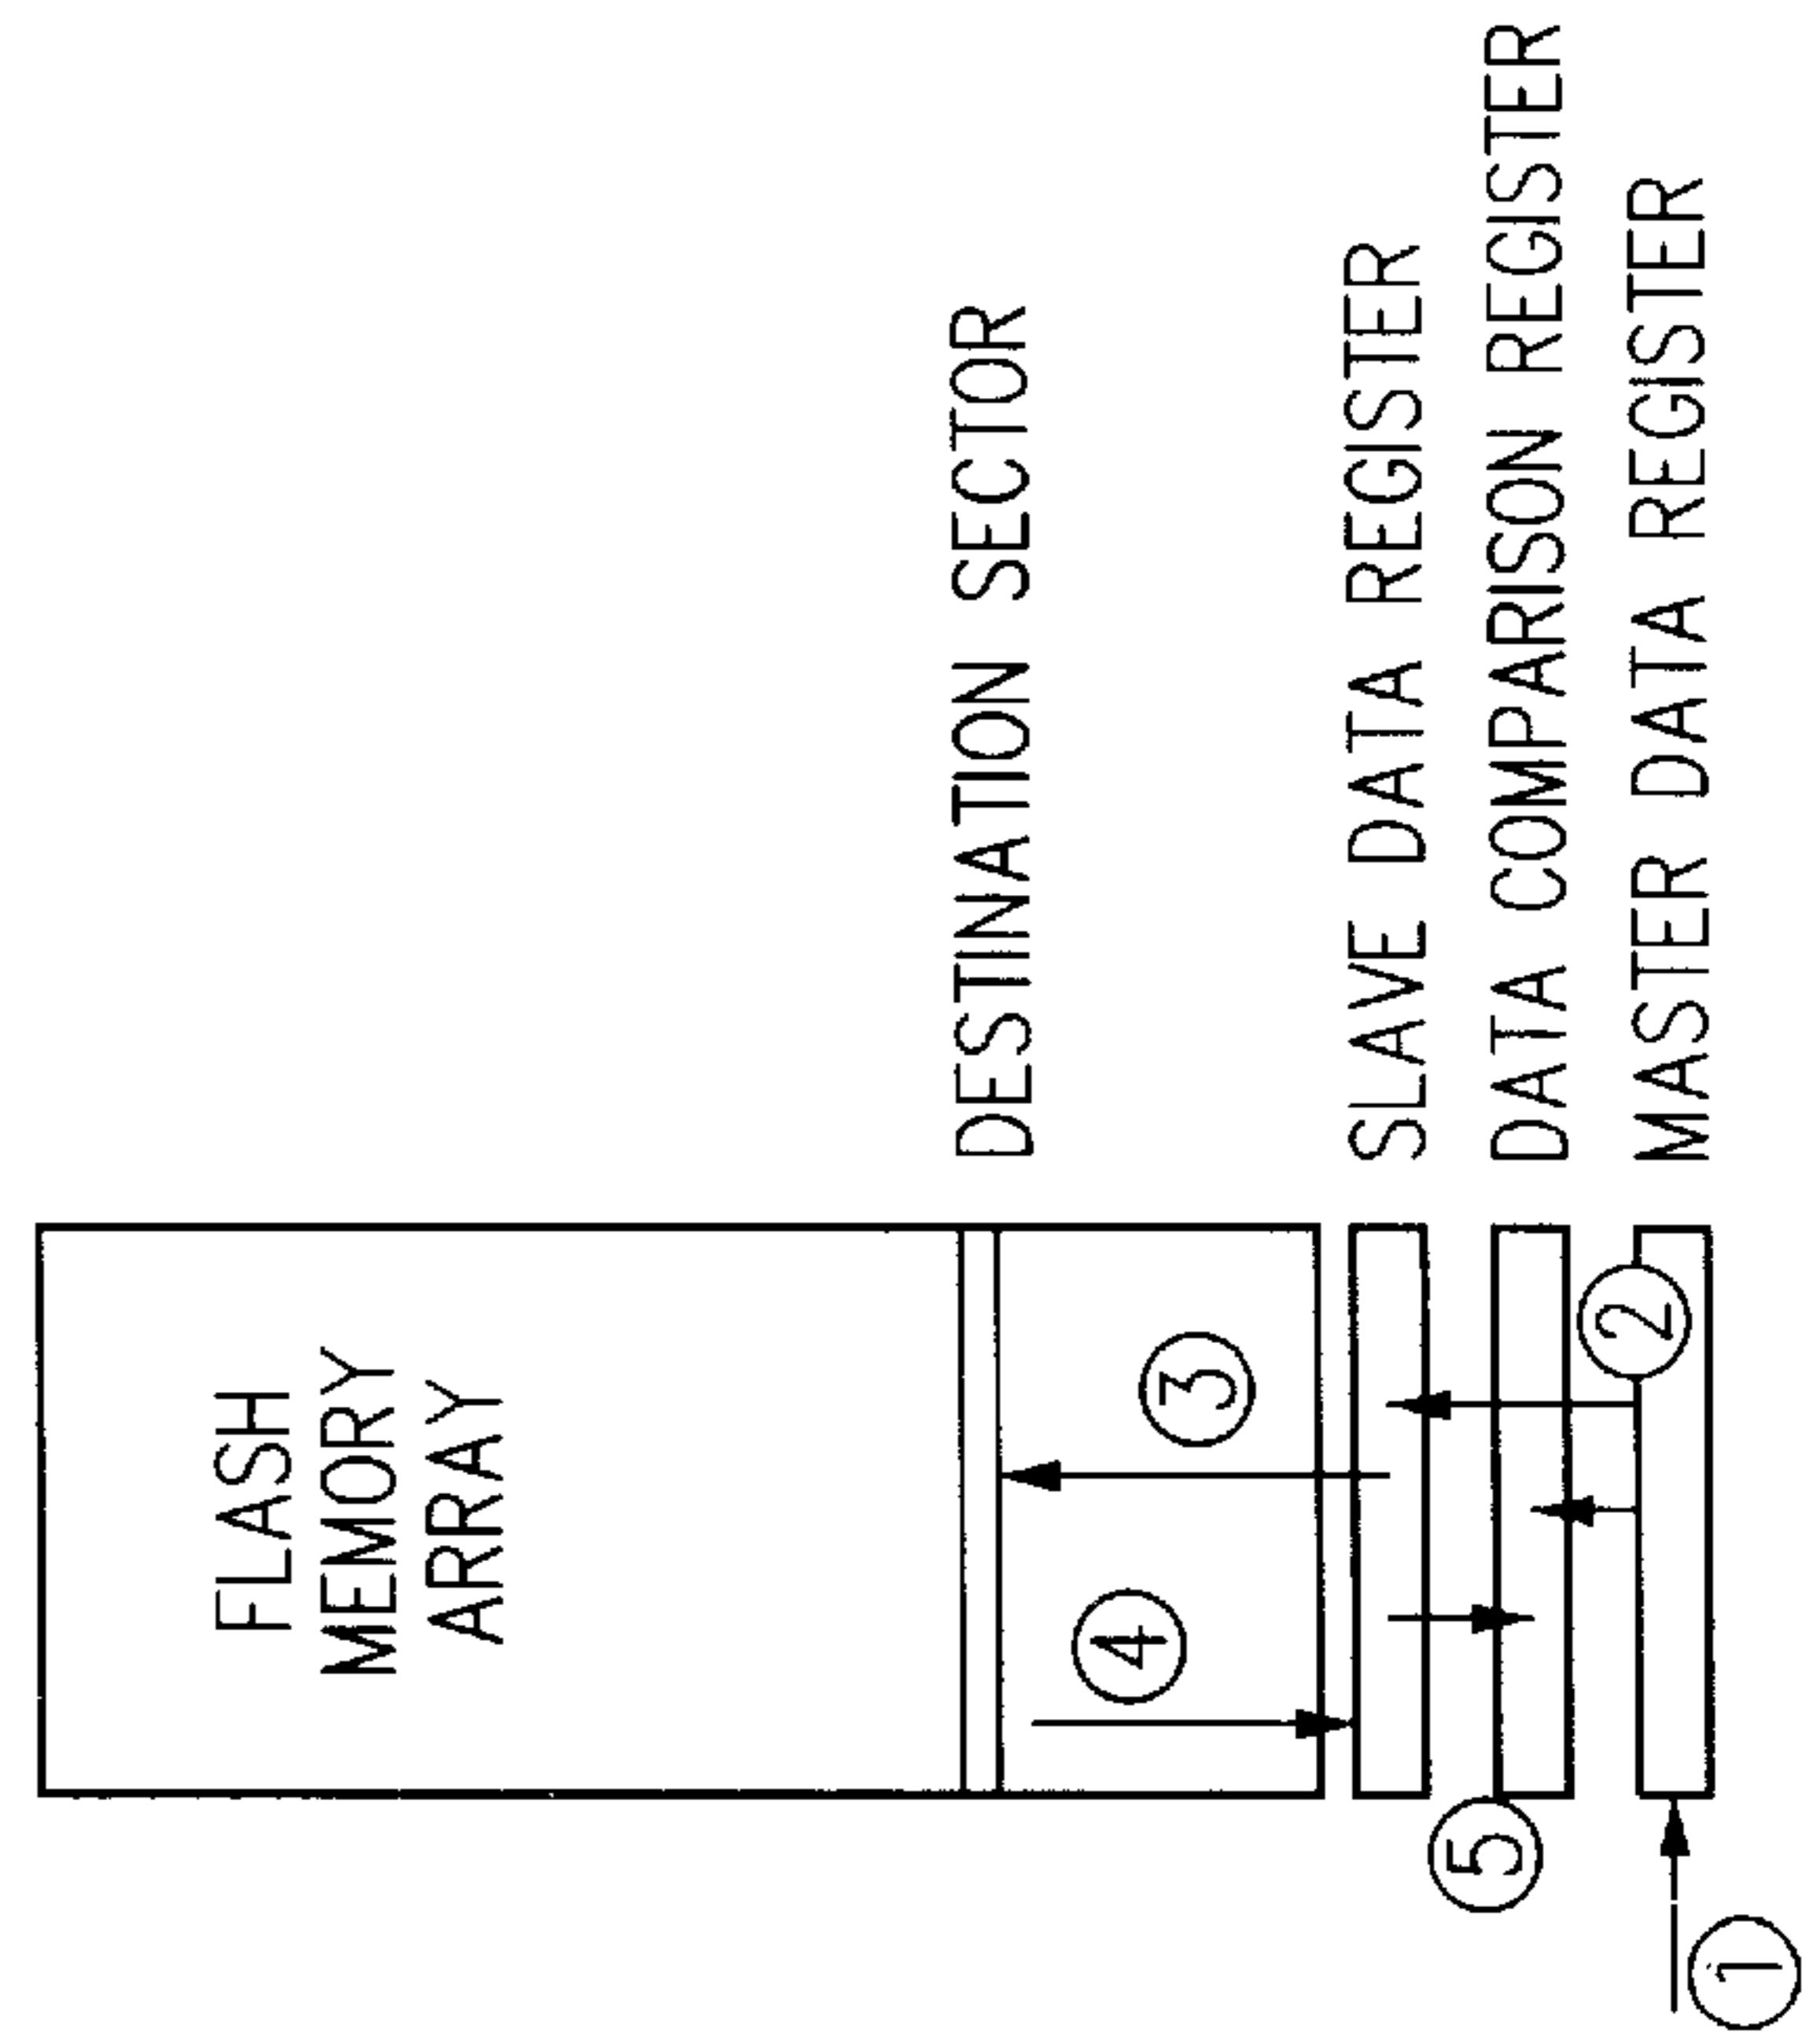 FLASH
MEMORY
ARRAY
DESTINATION SECTOR
3
4
SLAVE DATA REGISTER
5
DATA COMPARISON REGISTER
2
MASTER DATA REGISTER
1